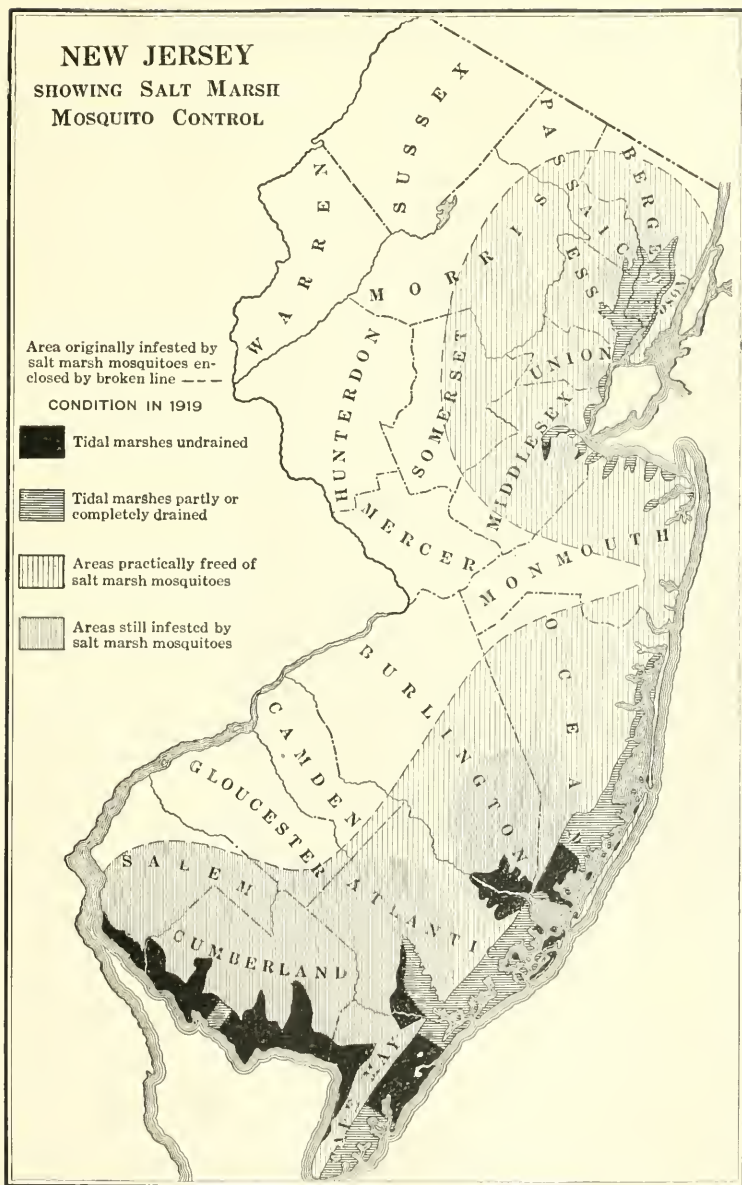 NEW JERSEY
SHOWING SALT MARSH
MOSQUITO CONTROL
Area originally infested by
salt marsh mosquitoes en-
closed by broken line
CONDITION IN 1919
Tidal marshes undrained
Tidal marshes partly or
completely drained
Areas practically freed of
salt marsh mosquitoes
Areas still infested by
salt marsh mosquitoes
SUSSEX
PASSAIC
BERGEN
WARREN
MORRIS
ESSEX
HUDSON
UNION
HUNTERDON
SOMERSET
MIDDLESEX
MERCER
MONMOUTH
OCEAN
BURLINGTON
CAMDEN
GLOUCESTER
SALEM
ATLANTIC
CUMBERLAND
CAPE MAY